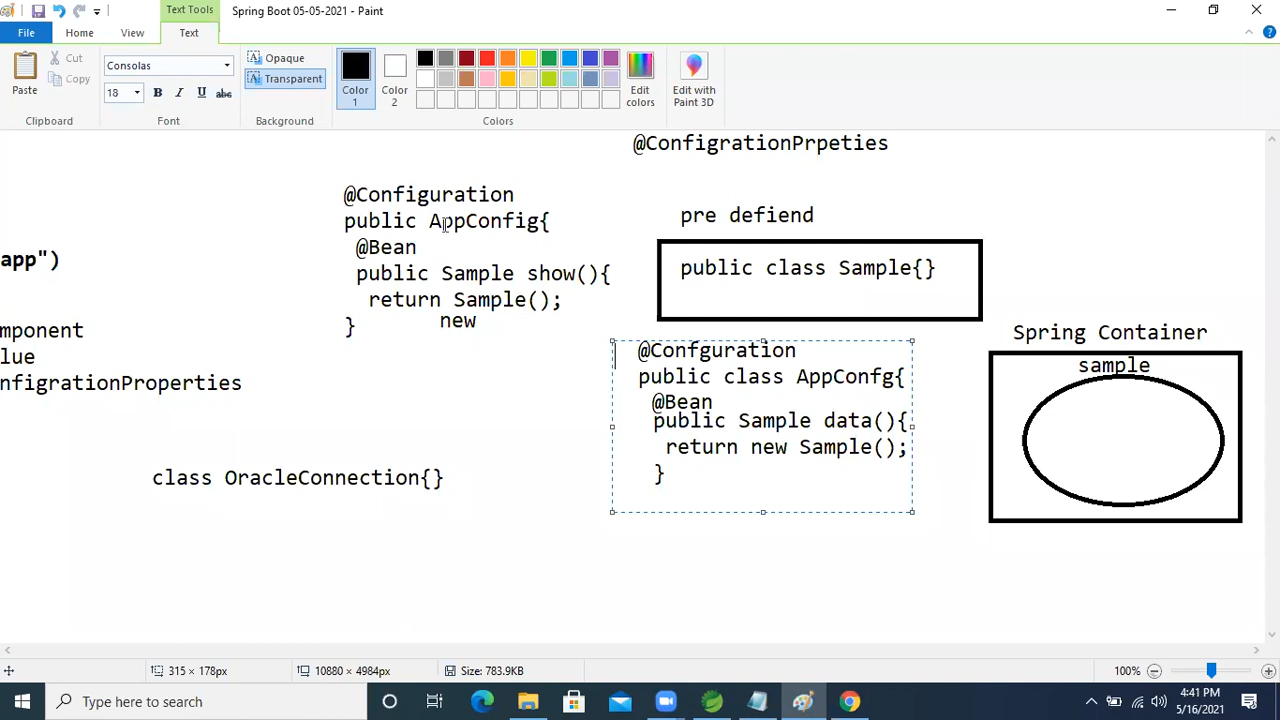 Text Tools
Spring Boot 05-05-2021 - Paint
File
Home
View
Text
Paste
Cut
Copy
Clipboard
Consolas
18
B I U abc
Font
Opaque
Transparent
Background
Color 1
Color 2
Edit colors
Colors
Edit with Paint 3D
@ConfigrationPrpeties
@Configuration
public AppConfig{
@Bean
public Sample show(){
return Sample();
new
}
pre defiend
public class Sample{}
app")
mponent
lue
nfigrationProperties
class OracleConnection{}
@Confguration
public class AppConfg{
@Bean
public Sample data(){
return new Sample();
}
Spring Container
sample
315 × 178px
10880 × 4984px
Size: 783.9KB
100%
Type here to search
4:41 PM
5/16/2021